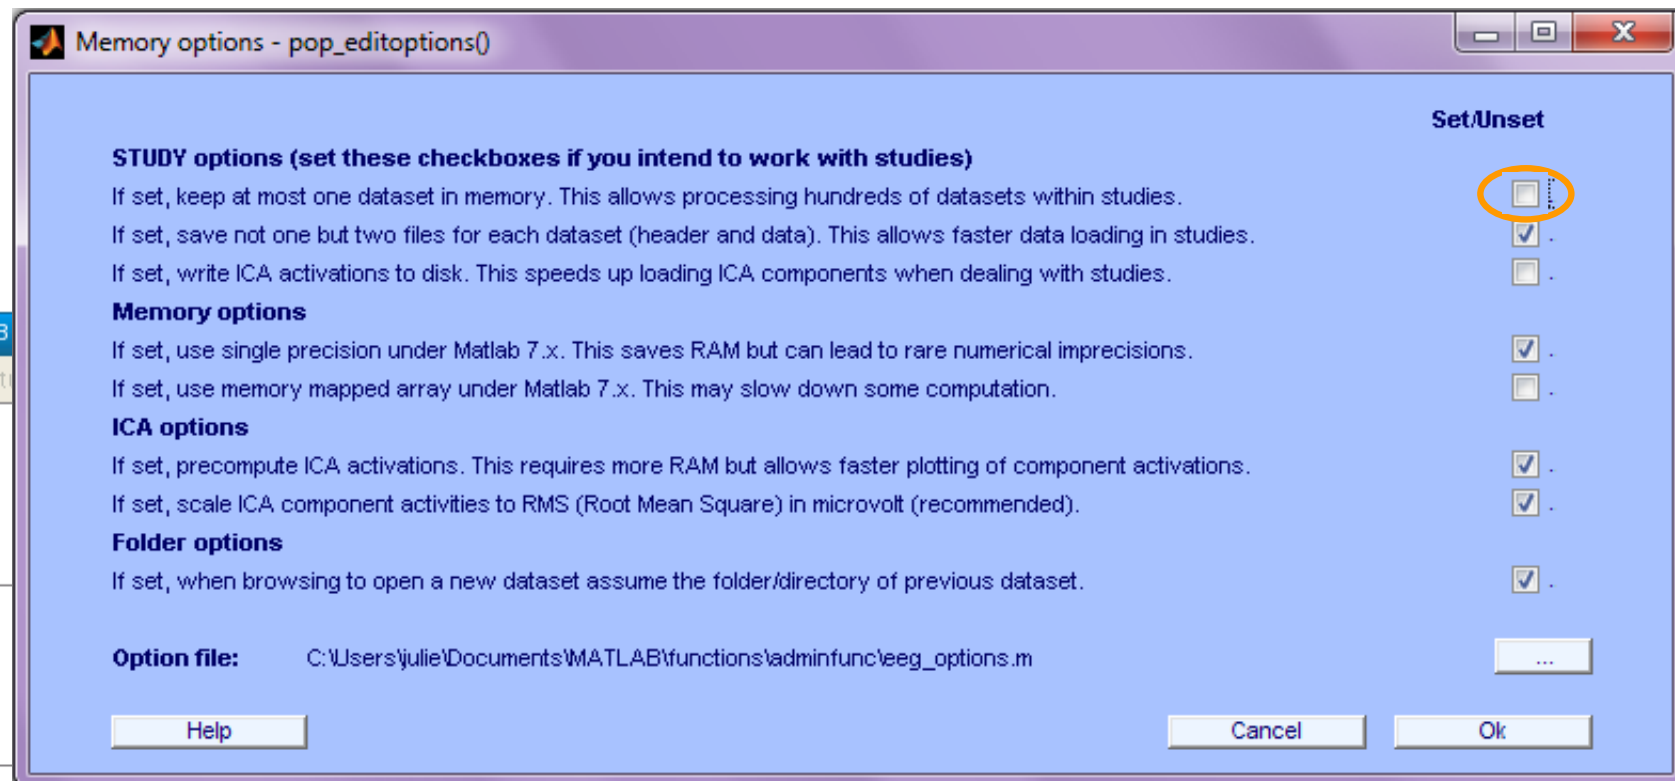 Memory options - pop_editoptions()
Set/Unset
STUDY options (set these checkboxes if you intend to work with studies)
If set, keep at most one dataset in memory. This allows processing hundreds of datasets within studies.
If set, save not one but two files for each dataset (header and data). This allows faster data loading in studies.
If set, write ICA activations to disk. This speeds up loading ICA components when dealing with studies.
Memory options
If set, use single precision under Matlab 7.x. This saves RAM but can lead to rare numerical imprecisions.
If set, use memory mapped array under Matlab 7.x. This may slow down some computation.
ICA options
If set, precompute ICA activations. This requires more RAM but allows faster plotting of component activations.
If set, scale ICA component activities to RMS (Root Mean Square) in microvolt (recommended).
Folder options
If set, when browsing to open a new dataset assume the folder/directory of previous dataset.
Option file: C:\Users\julie\Documents\MATLAB\functions\adminfunc\eeg_options.m ...
Help Cancel Ok